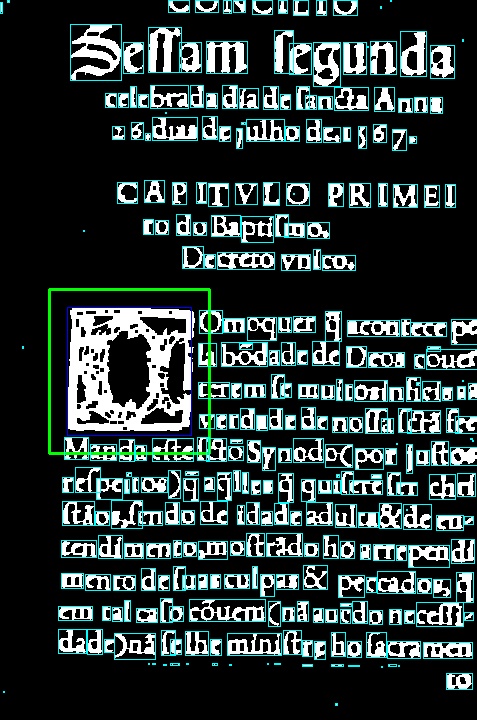 CONCILIO
Sessam segunda
celebrada dia de sancta Anna
26. dias de julho de. 1567.
CAPITVLO PRIMEI
ro do Baptismo.
Decreto vnico.
Omoquer q̃ acontece pe
la bõdade de Deos cõuer
terem se muitos infieis aa
verdade de nossa sctã fee
Manda este sctõ Synodo (por justos
respeitos) q̃ aq̃lles q̃ quiserẽ ser chri
stãos, sendo de idade adulta & de en-
tendimento, mostrãdo ho arrependi
mento de suas culpas & peccados, q̃
em tal caso cõuem (nã auẽdo necessi-
dade) nã se lhe ministre ho sacramen
to